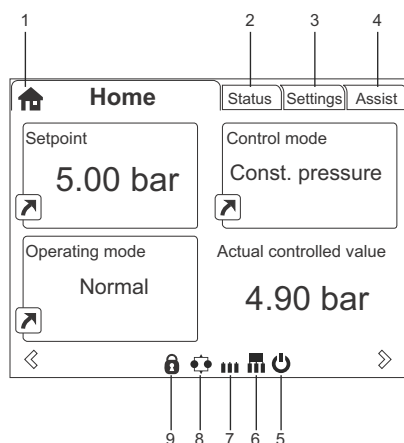 1 2 3 4
Home Status Settings Assist
Setpoint Control mode
5.00 bar Const. pressure
Operating mode Actual controlled value
Normal 4.90 bar
9 8 7 6 5